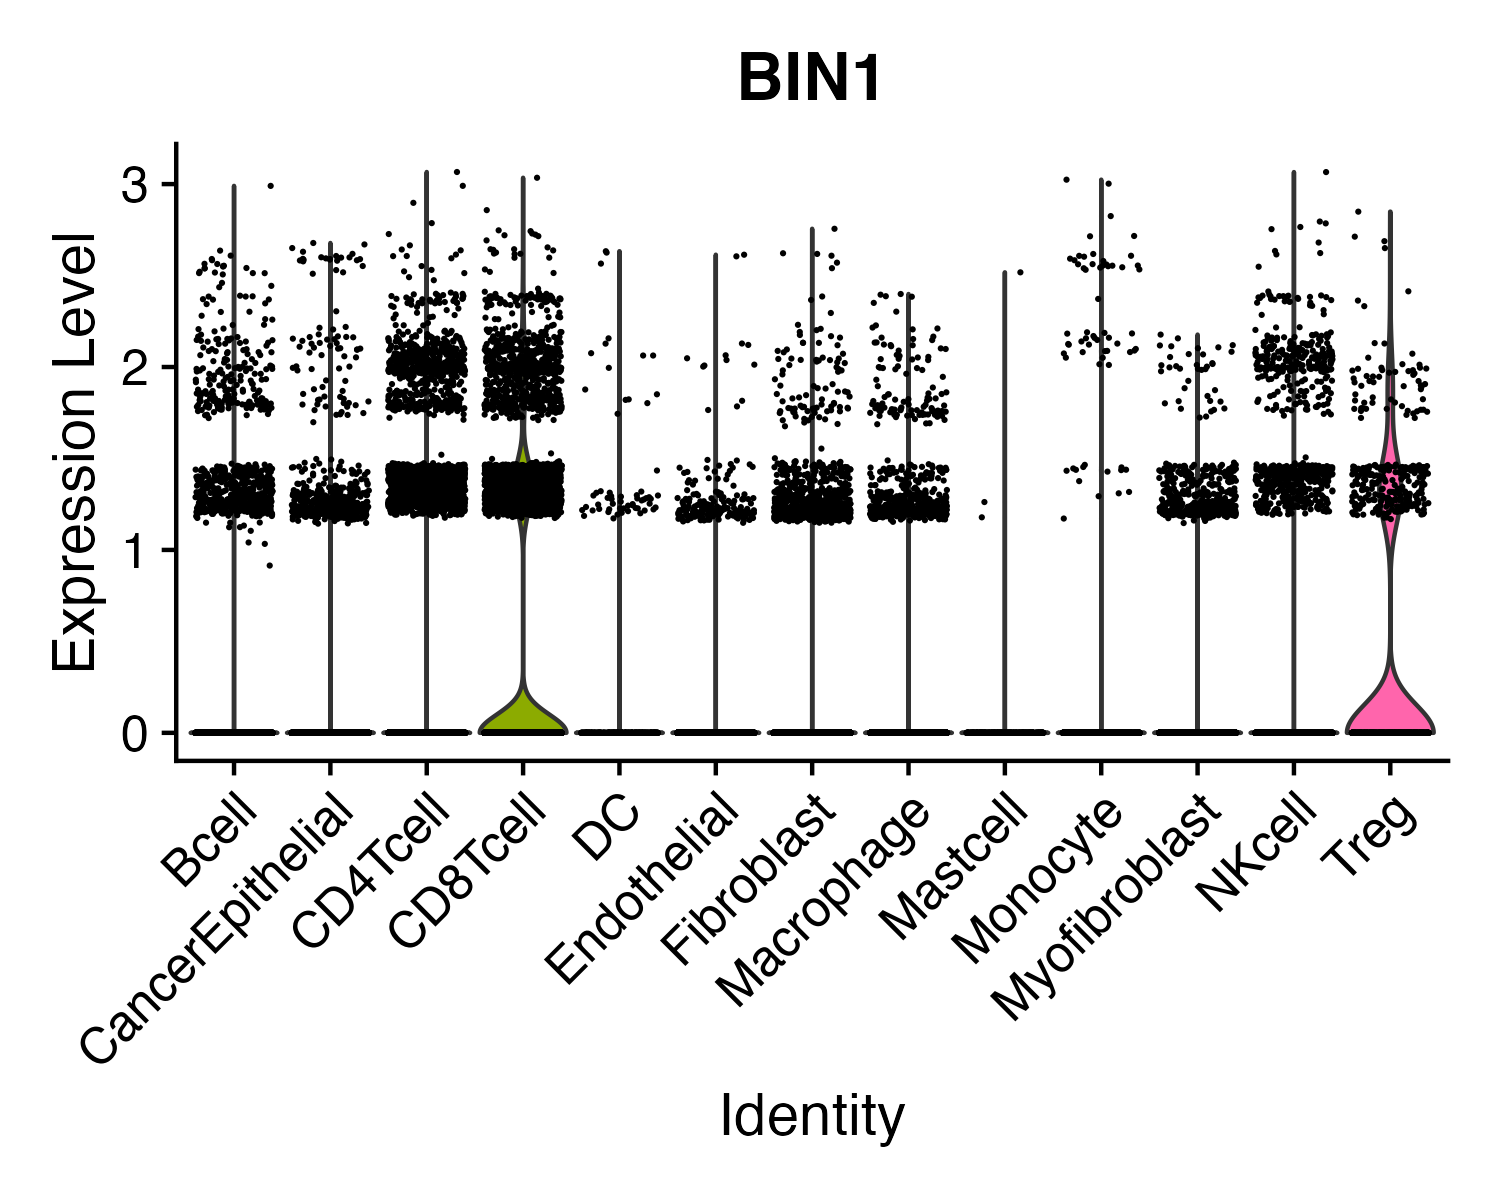 BIN1
Expression Level
3
2
1
0
Bcell
CancerEpithelial
CD4Tcell
CD8Tcell
DC
Endothelial
Fibroblast
Macrophage
Mastcell
Monocyte
Myofibroblast
NKcell
Treg
Identity